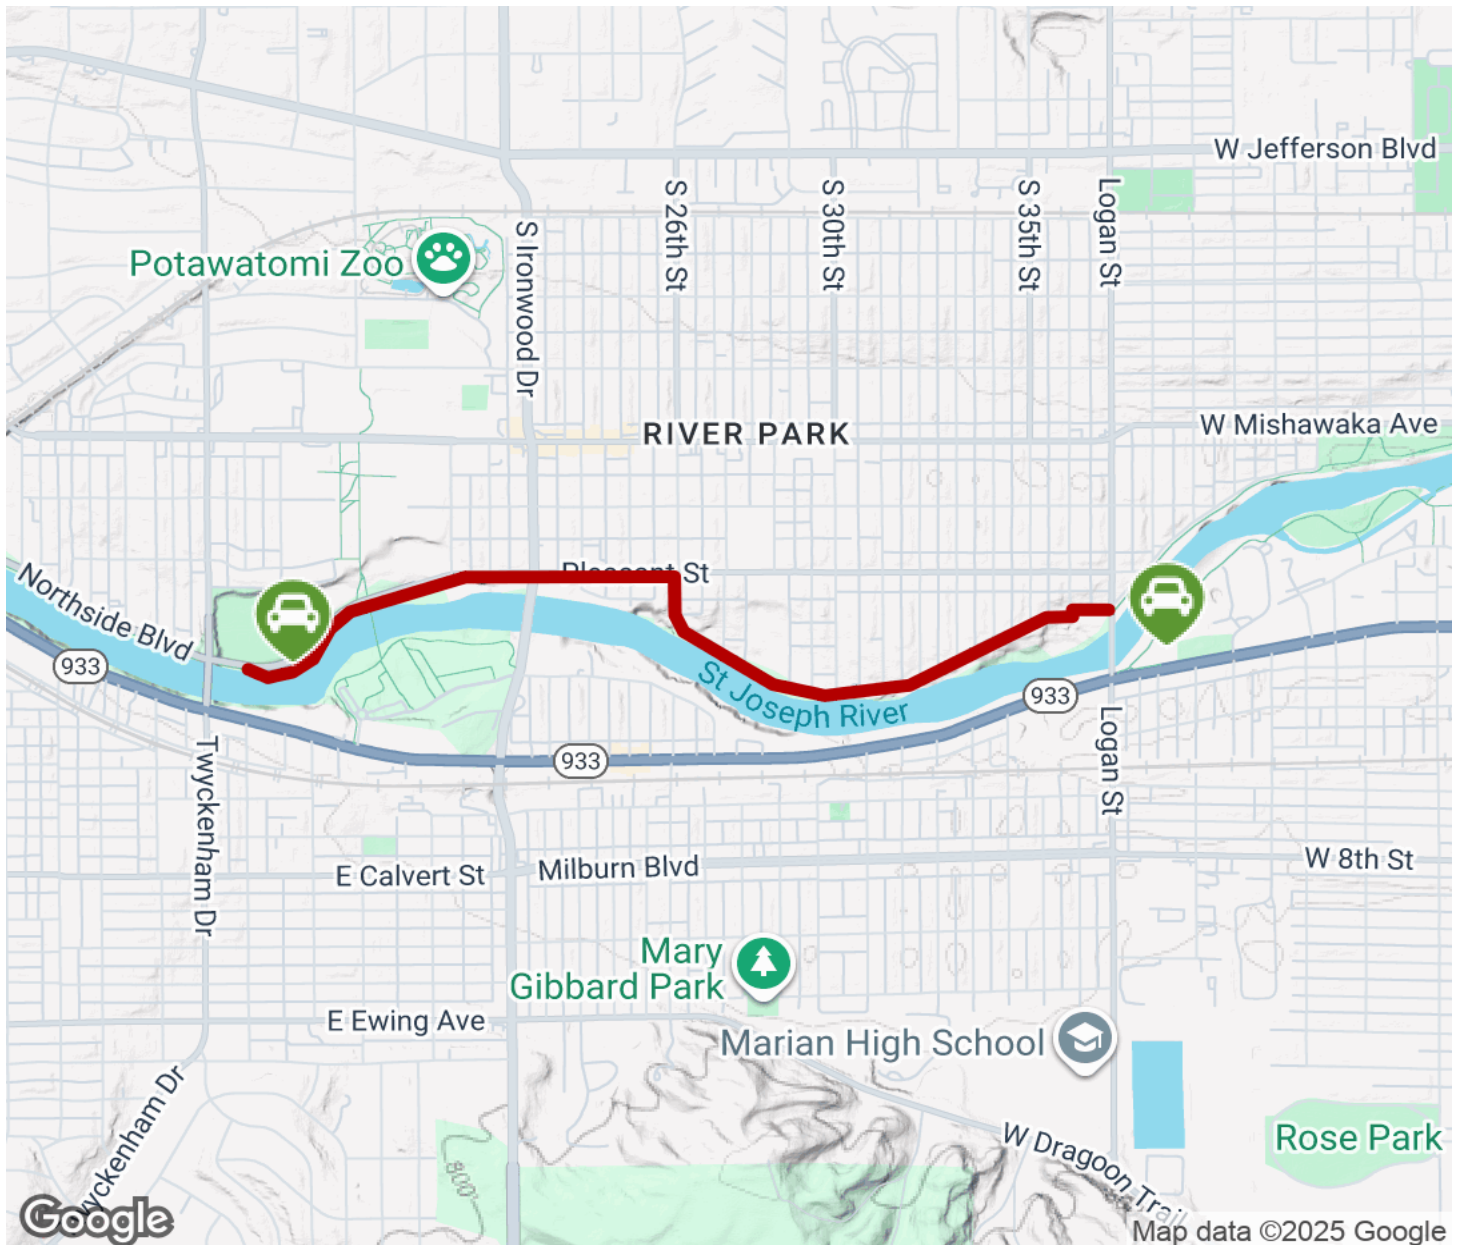 W Jefferson Blvd
S 26th St
S 30th St
S 35th St
Logan St
S Ironwood Dr
Potawatomi Zoo
W Mishawaka Ave
RIVER PARK
Pleasant St
Northside Blvd
933
St Joseph River
933
933
Twyckenham Dr
Logan St
E Calvert St
Milburn Blvd
W 8th St
Mary
Gibbard Park
E Ewing Ave
Marian High School
Twyckenham Dr
800'
W Dragoon Trail
Rose Park
Google
Map data ©2025 Google